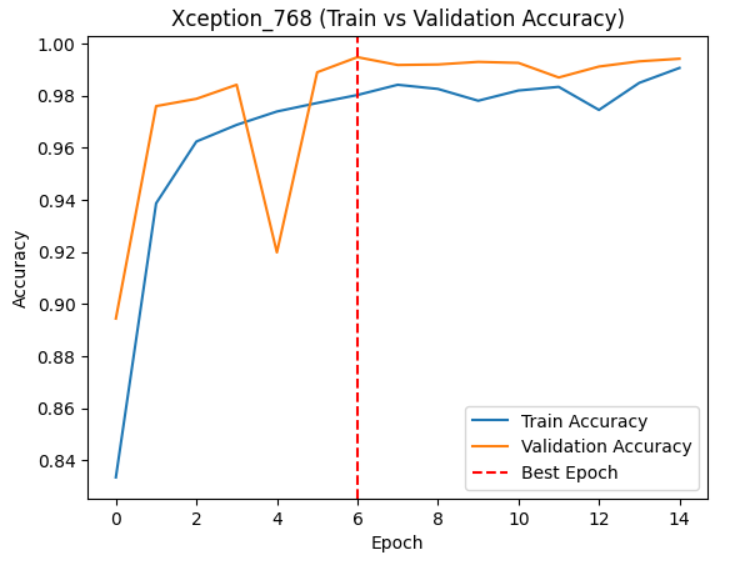 Xception_768 (Train vs Validation Accuracy)
Accuracy
1.00
0.98
0.96
0.94
0.92
0.90
0.88
0.86
0.84
Train Accuracy
Validation Accuracy
Best Epoch
0 2 4 6 8 10 12 14
Epoch